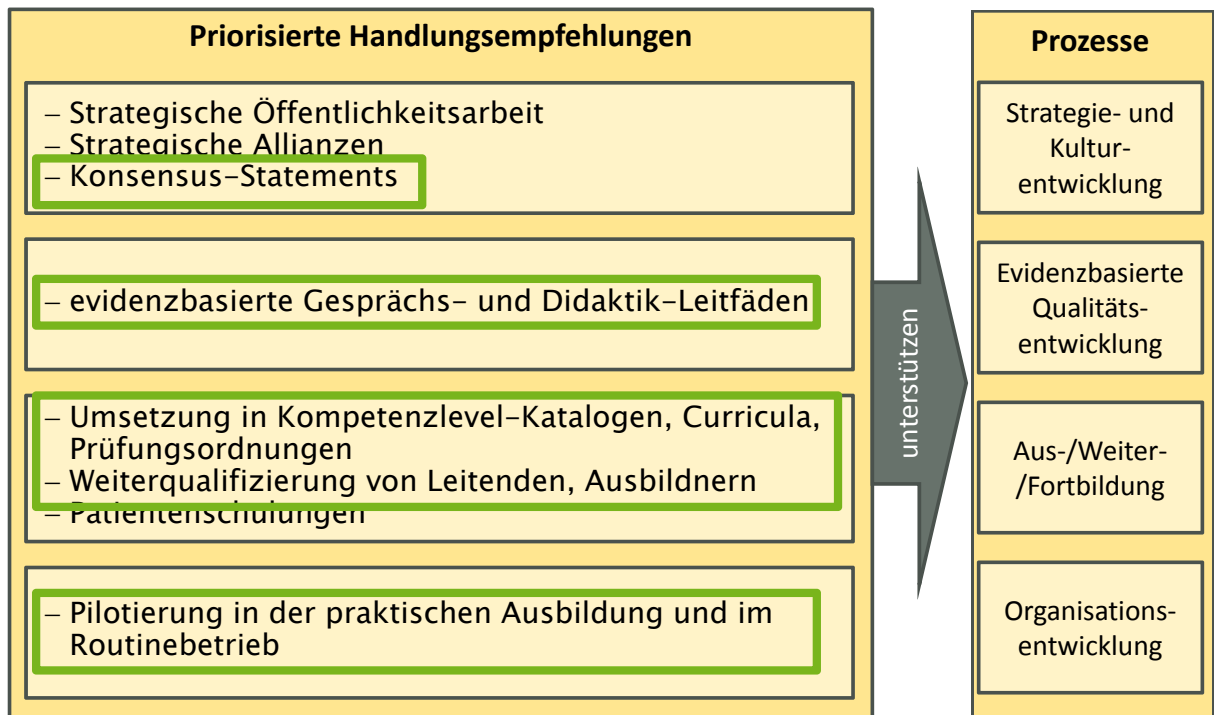 Priorisierte Handlungsempfehlungen
– Strategische Öffentlichkeitsarbeit
– Strategische Allianzen
– Konsensus–Statements
– evidenzbasierte Gesprächs– und Didaktik–Leitfäden
– Umsetzung in Kompetenzlevel–Katalogen, Curricula,
Prüfungsordnungen
– Weiterqualifizierung von Leitenden, Ausbildnern
– Patientenschulungen
– Pilotierung in der praktischen Ausbildung und im
Routinebetrieb
unterstützen
Prozesse
Strategie- und
Kultur-
entwicklung
Evidenzbasierte
Qualitäts-
entwicklung
Aus-/Weiter-
/Fortbildung
Organisations-
entwicklung